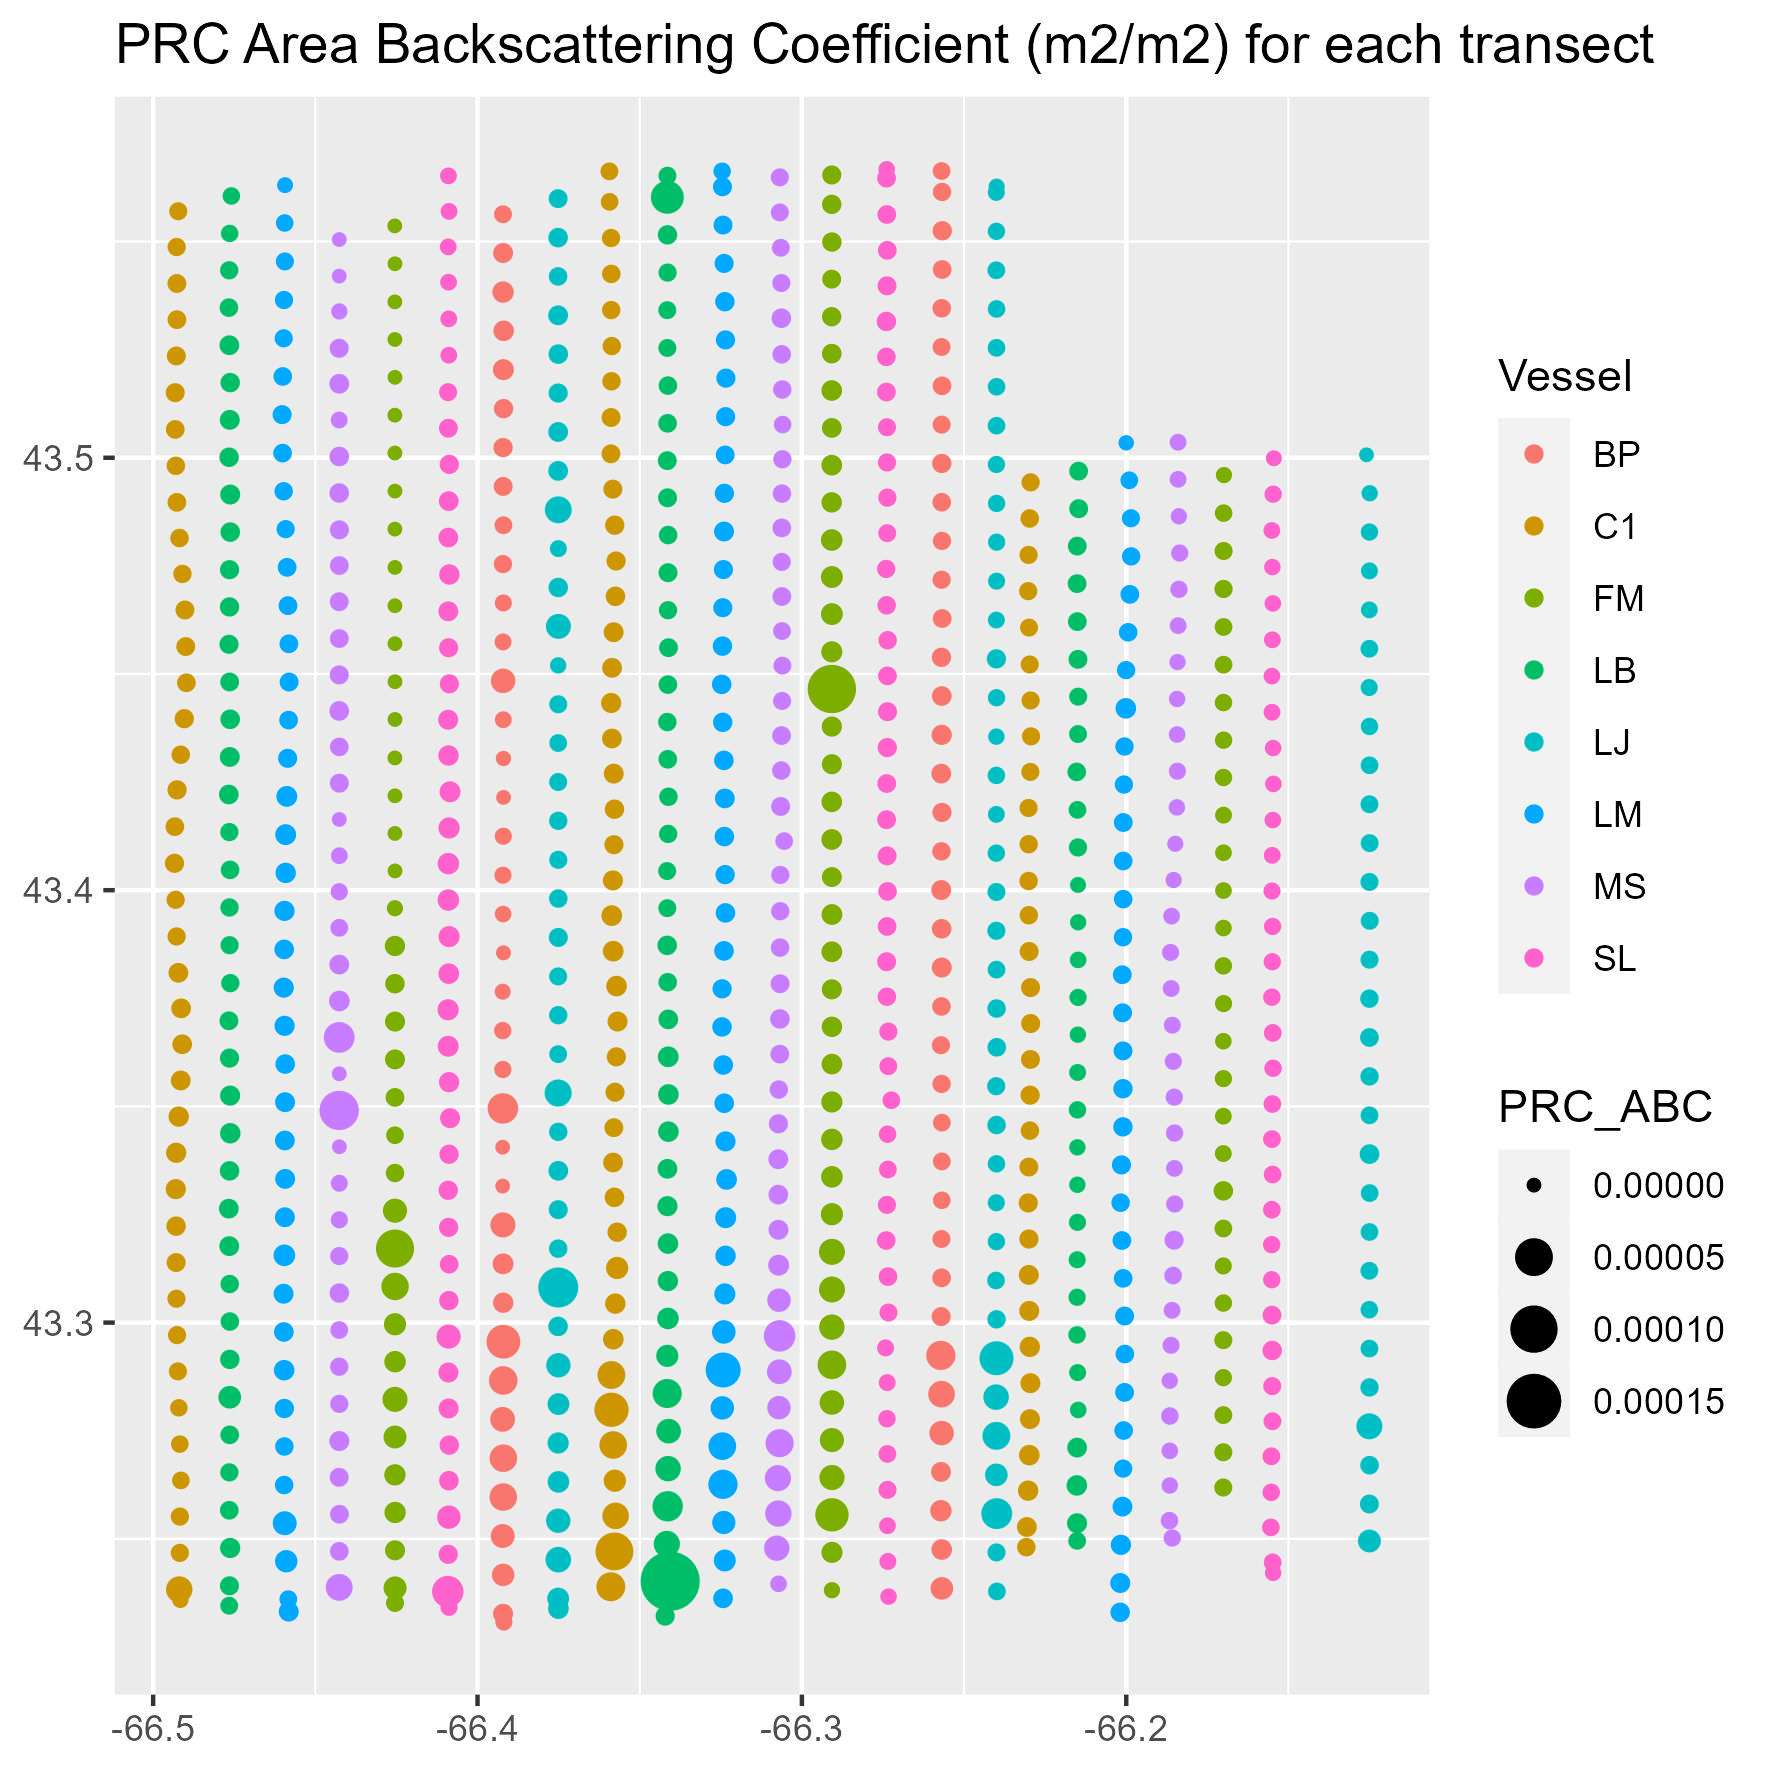 PRC Area Backscattering Coefficient (m2/m2) for each transect
43.5
43.4
43.3
-66.5
-66.4
-66.3
-66.2
Vessel
BP
C1
FM
LB
LJ
LM
MS
SL
PRC_ABC
0.00000
0.00005
0.00010
0.00015